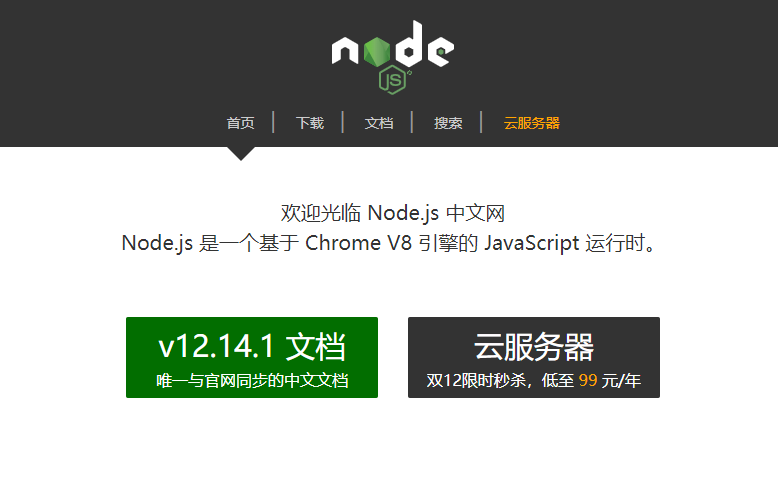 node
JS
首页 下载 文档 搜索 云服务器
欢迎光临 Node.js 中文网
Node.js 是一个基于 Chrome V8 引擎的 JavaScript 运行时。
v12.14.1 文档
唯一与官网同步的中文文档
云服务器
双12限时秒杀，低至 99 元/年